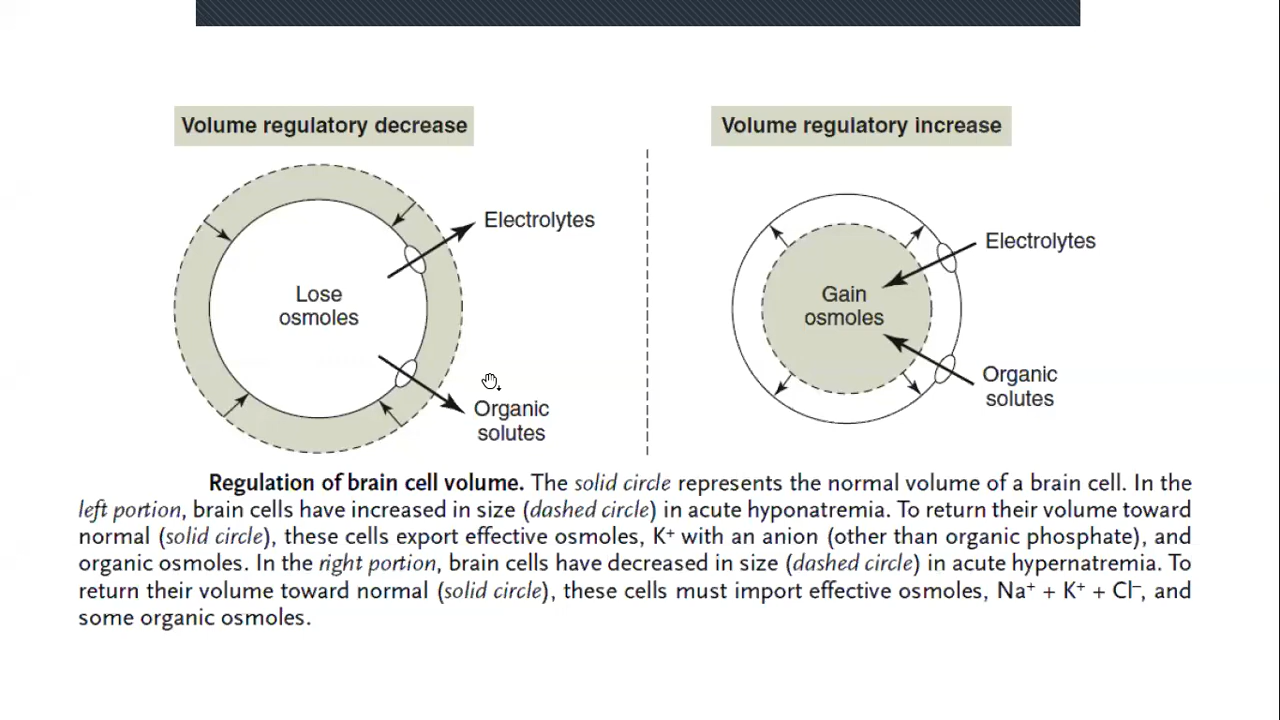 Volume regulatory decrease
Volume regulatory increase
Electrolytes
Lose
osmoles
Organic
solutes
Electrolytes
Gain
osmoles
Organic
solutes
Regulation of brain cell volume. The solid circle represents the normal volume of a brain cell. In the
left portion, brain cells have increased in size (dashed circle) in acute hyponatremia. To return their volume toward
normal (solid circle), these cells export effective osmoles, K⁺ with an anion (other than organic phosphate), and
organic osmoles. In the right portion, brain cells have decreased in size (dashed circle) in acute hypernatremia. To
return their volume toward normal (solid circle), these cells must import effective osmoles, Na⁺ + K⁺ + Cl⁻, and
some organic osmoles.